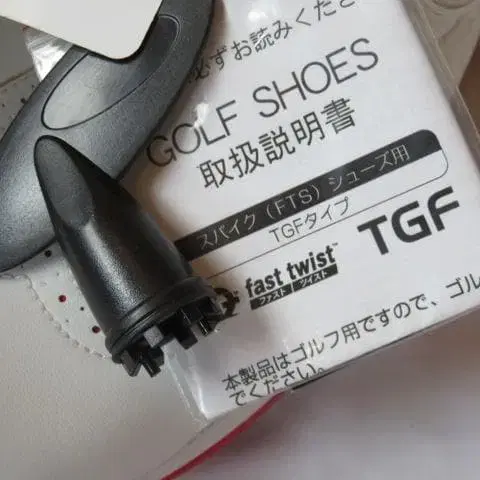 必ずお読みくださ
GOLF SHOES
取扱説明書
スパイク（FTS）シューズ用
TGFタイプ
TGF
fast twist™
ファスト ツイスト
本製品はゴルフ用ですので、ゴル
でください。